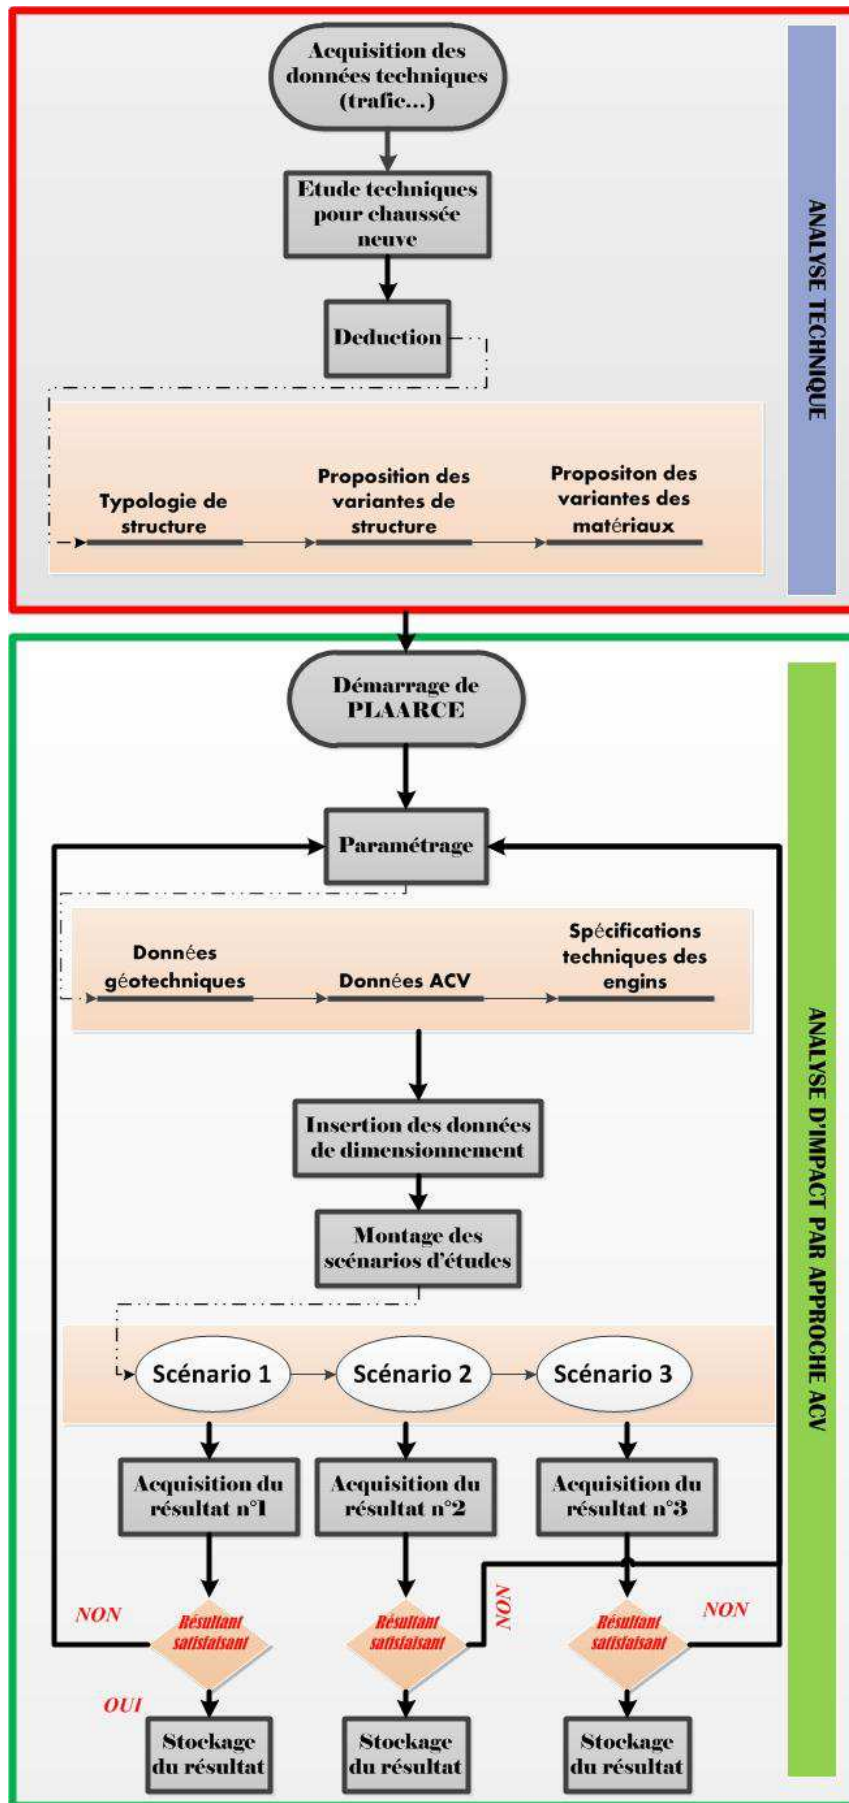 Acquisition des
données techniques
(trafic...)
Etude techniques
pour chaussée
neuve
Deduction
ANALYSE TECHNIQUE
Typologie de
structure
Proposition des
variantes de
structure
Propositon des
variantes des
matériaux
Démarrage de
PLAARCE
Paramétrage
Données
géotechniques
Données ACV
Spécifications
techniques des
engins
ANALYSE D'IMPACT PAR APPROCHE ACV
Insertion des données
de dimensionnement
Montage des
scénarios d'études
Scénario 1
Scénario 2
Scénario 3
Acquisition du
résultat n°1
Acquisition du
résultat n°2
Acquisition du
résultat n°3
NON
Résultant
satisfaisant
Résultant
satisfaisant
NON
Résultant
satisfaisant
NON
OUI
Stockage
du résultat
Stockage
du résultat
Stockage
du résultat